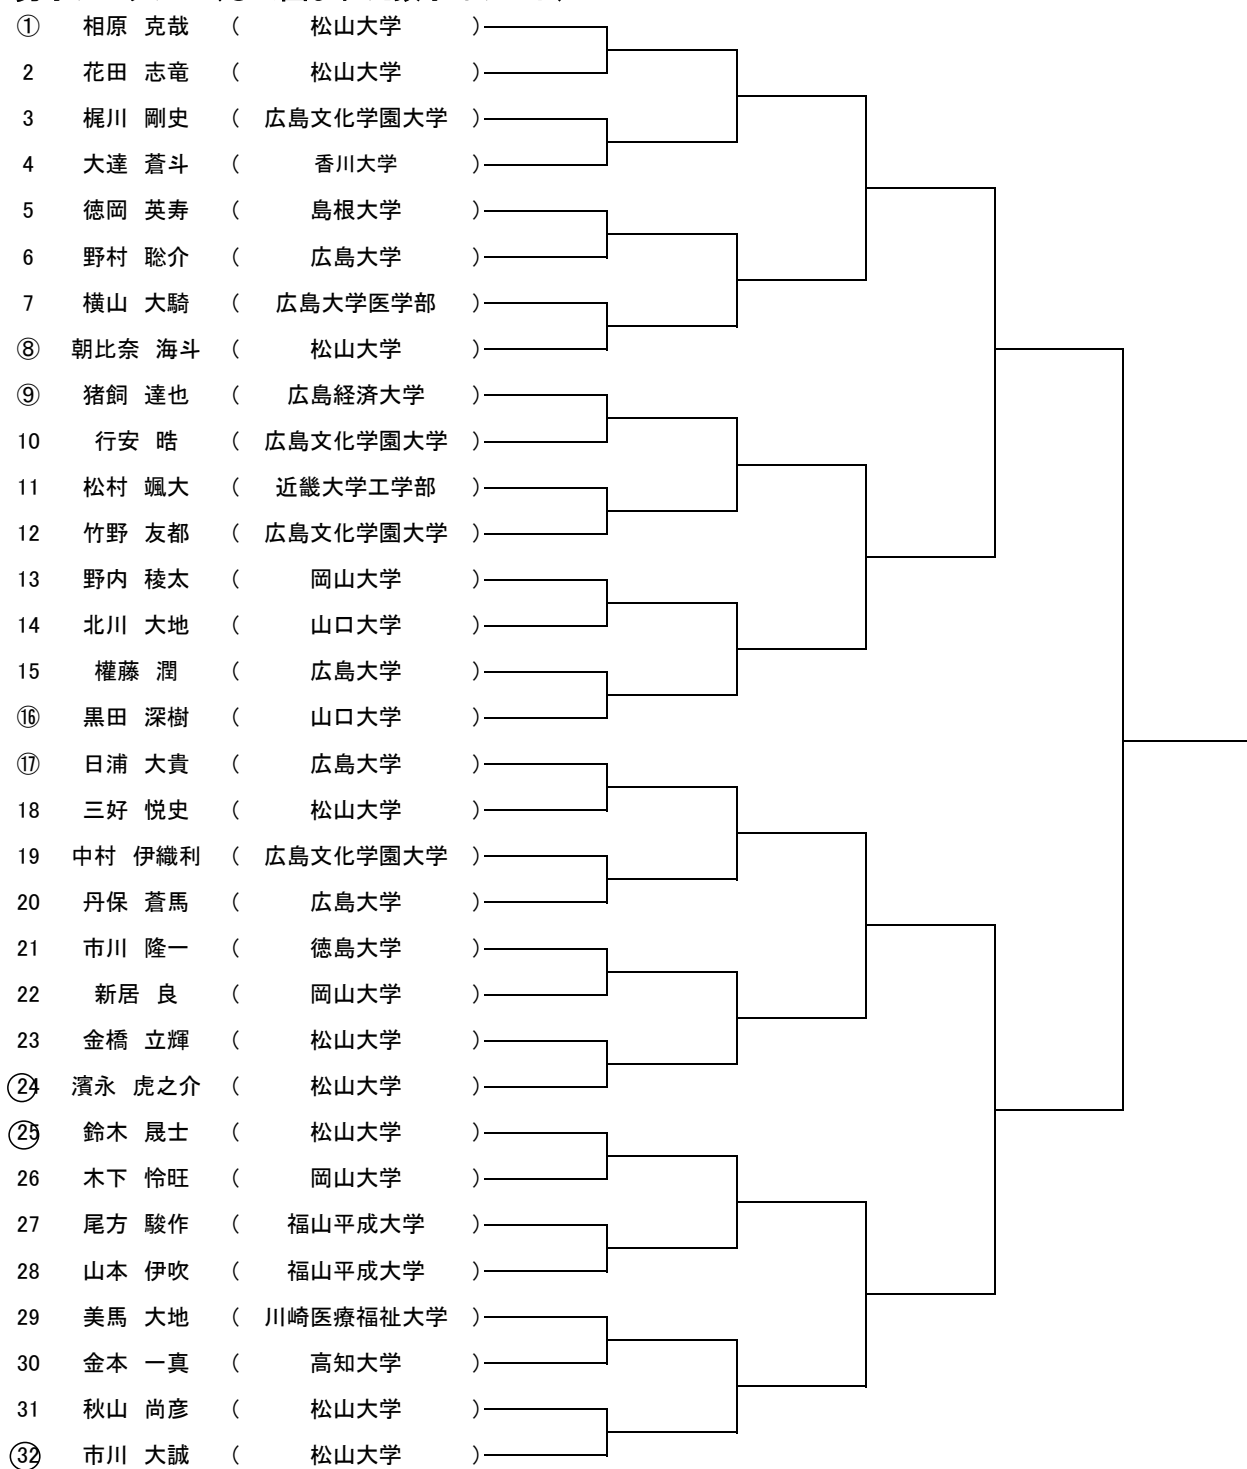 ① 相原 克哉 ( 松山大学 )
2 花田 志竜 ( 松山大学 )
3 梶川 剛史 ( 広島文化学園大学 )
4 大達 蒼斗 ( 香川大学 )
5 徳岡 英寿 ( 島根大学 )
6 野村 聡介 ( 広島大学 )
7 横山 大騎 ( 広島大学医学部 )
⑧ 朝比奈 海斗 ( 松山大学 )
⑨ 猪飼 達也 ( 広島経済大学 )
10 行安 晧 ( 広島文化学園大学 )
11 松村 颯大 ( 近畿大学工学部 )
12 竹野 友都 ( 広島文化学園大学 )
13 野内 稜太 ( 岡山大学 )
14 北川 大地 ( 山口大学 )
15 權藤 潤 ( 広島大学 )
⑯ 黒田 深樹 ( 山口大学 )
⑰ 日浦 大貴 ( 広島大学 )
18 三好 悦史 ( 松山大学 )
19 中村 伊織利 ( 広島文化学園大学 )
20 丹保 蒼馬 ( 広島大学 )
21 市川 隆一 ( 徳島大学 )
22 新居 良 ( 岡山大学 )
23 金橋 立輝 ( 松山大学 )
㉔ 濱永 虎之介 ( 松山大学 )
㉕ 鈴木 晟士 ( 松山大学 )
26 木下 怜旺 ( 岡山大学 )
27 尾方 駿作 ( 福山平成大学 )
28 山本 伊吹 ( 福山平成大学 )
29 美馬 大地 ( 川崎医療福祉大学 )
30 金本 一真 ( 高知大学 )
31 秋山 尚彦 ( 松山大学 )
㉜ 市川 大誠 ( 松山大学 )